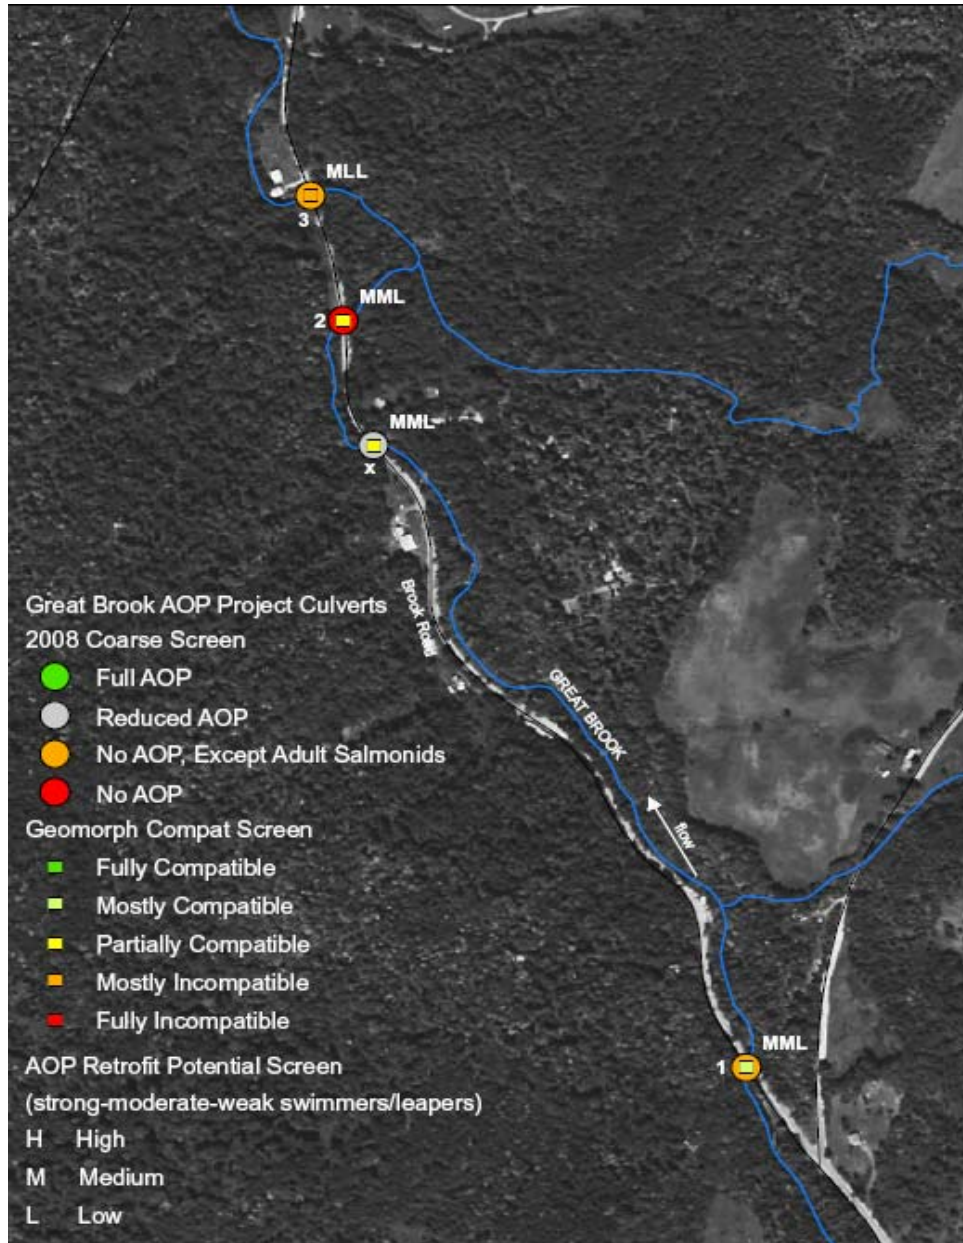 MLL
3
MML
2
MML
x
Brook Road
GREAT BROOK
flow
MML
1
Great Brook AOP Project Culverts
2008 Coarse Screen
Full AOP
Reduced AOP
No AOP, Except Adult Salmonids
No AOP
Geomorph Compat Screen
Fully Compatible
Mostly Compatible
Partially Compatible
Mostly Incompatible
Fully Incompatible
AOP Retrofit Potential Screen
(strong-moderate-weak swimmers/leapers)
H High
M Medium
L Low